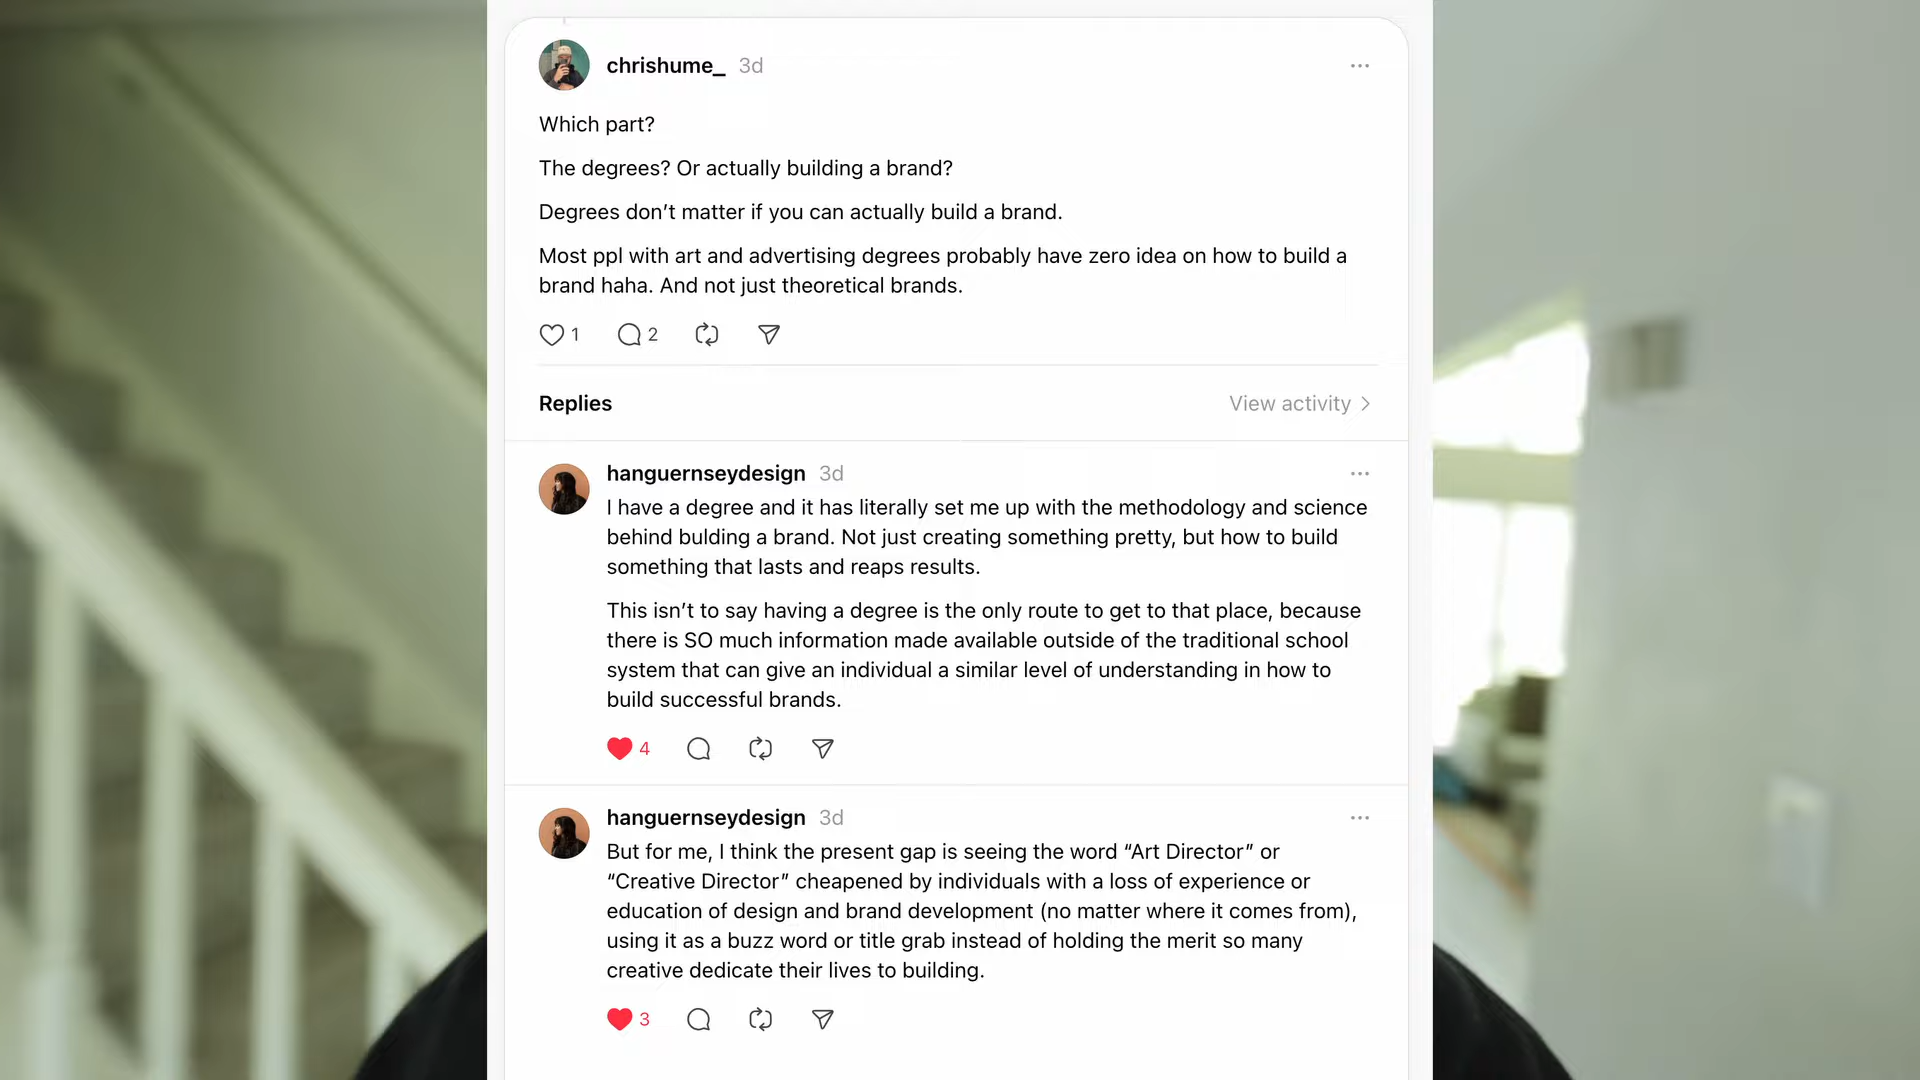 chrishume_ 3d
Which part?
The degrees? Or actually building a brand?
Degrees don’t matter if you can actually build a brand.
Most ppl with art and advertising degrees probably have zero idea on how to build a
brand haha. And not just theoretical brands.
1 2
Replies View activity
hanguernseydesign 3d
I have a degree and it has literally set me up with the methodology and science
behind bulding a brand. Not just creating something pretty, but how to build
something that lasts and reaps results.
This isn’t to say having a degree is the only route to get to that place, because
there is SO much information made available outside of the traditional school
system that can give an individual a similar level of understanding in how to
build successful brands.
4
hanguernseydesign 3d
But for me, I think the present gap is seeing the word “Art Director” or
“Creative Director” cheapened by individuals with a loss of experience or
education of design and brand development (no matter where it comes from),
using it as a buzz word or title grab instead of holding the merit so many
creative dedicate their lives to building.
3